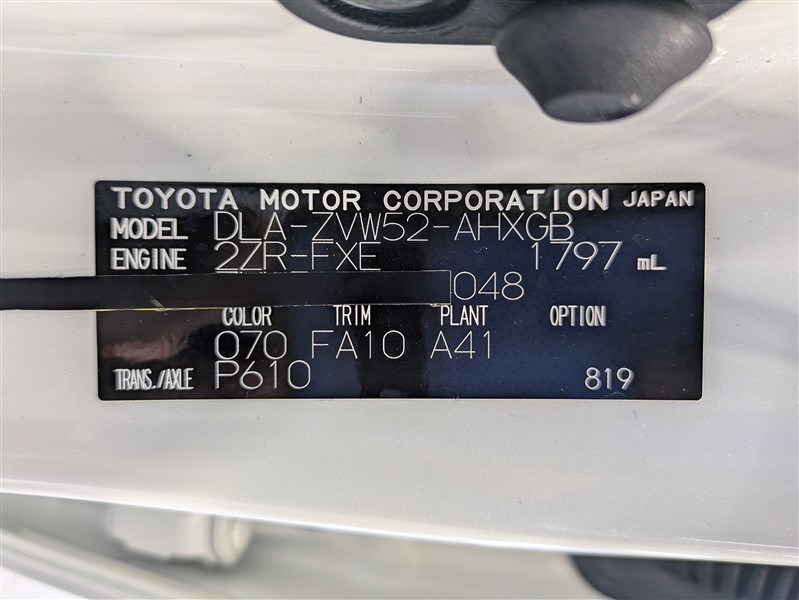 TOYOTA MOTOR CORPORATION JAPAN
MODEL DLA-ZVW52-AHXGB
ENGINE 2ZR-FXE 1797 mL
048
COLOR TRIM PLANT OPTION
070 FA10 A41
TRANS./AXLE P610 819